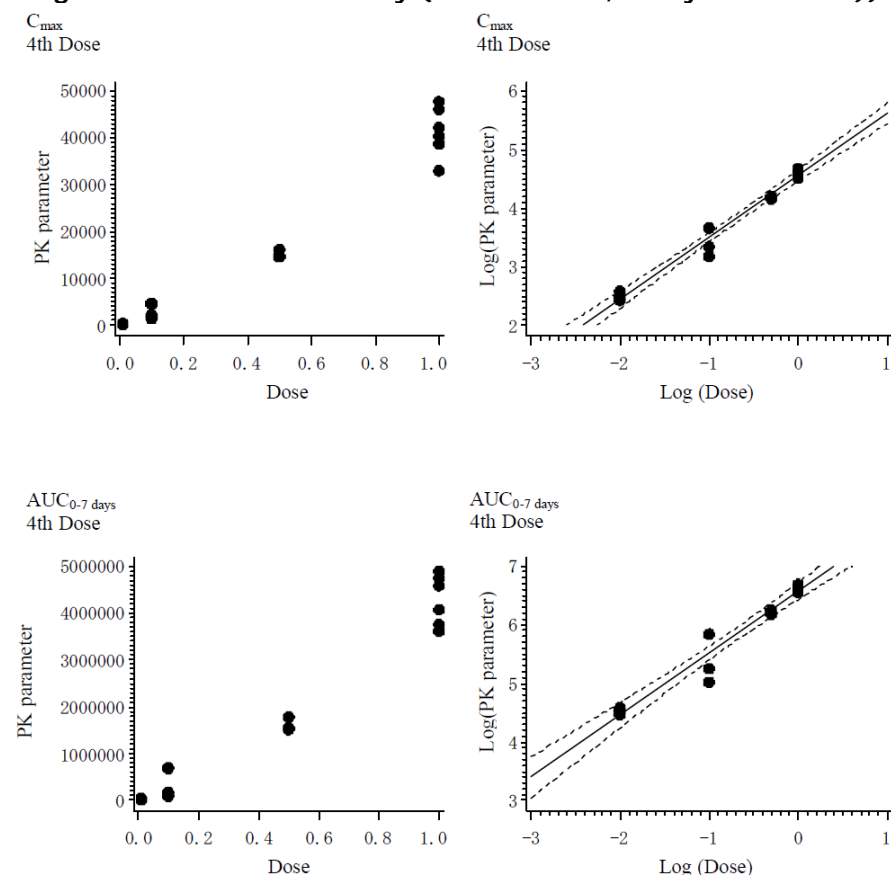 C_max
4th Dose
50000
40000
30000
20000
10000
0
PK parameter
0.0 0.2 0.4 0.6 0.8 1.0
Dose
C_max
4th Dose
6
5
4
3
2
Log(PK parameter)
-3 -2 -1 0 1
Log (Dose)
AUC_0-7 days
4th Dose
5000000
4000000
3000000
2000000
1000000
0
PK parameter
0.0 0.2 0.4 0.6 0.8 1.0
Dose
AUC_0-7 days
4th Dose
7
6
5
4
3
Log(PK parameter)
-3 -2 -1 0 1
Log (Dose)